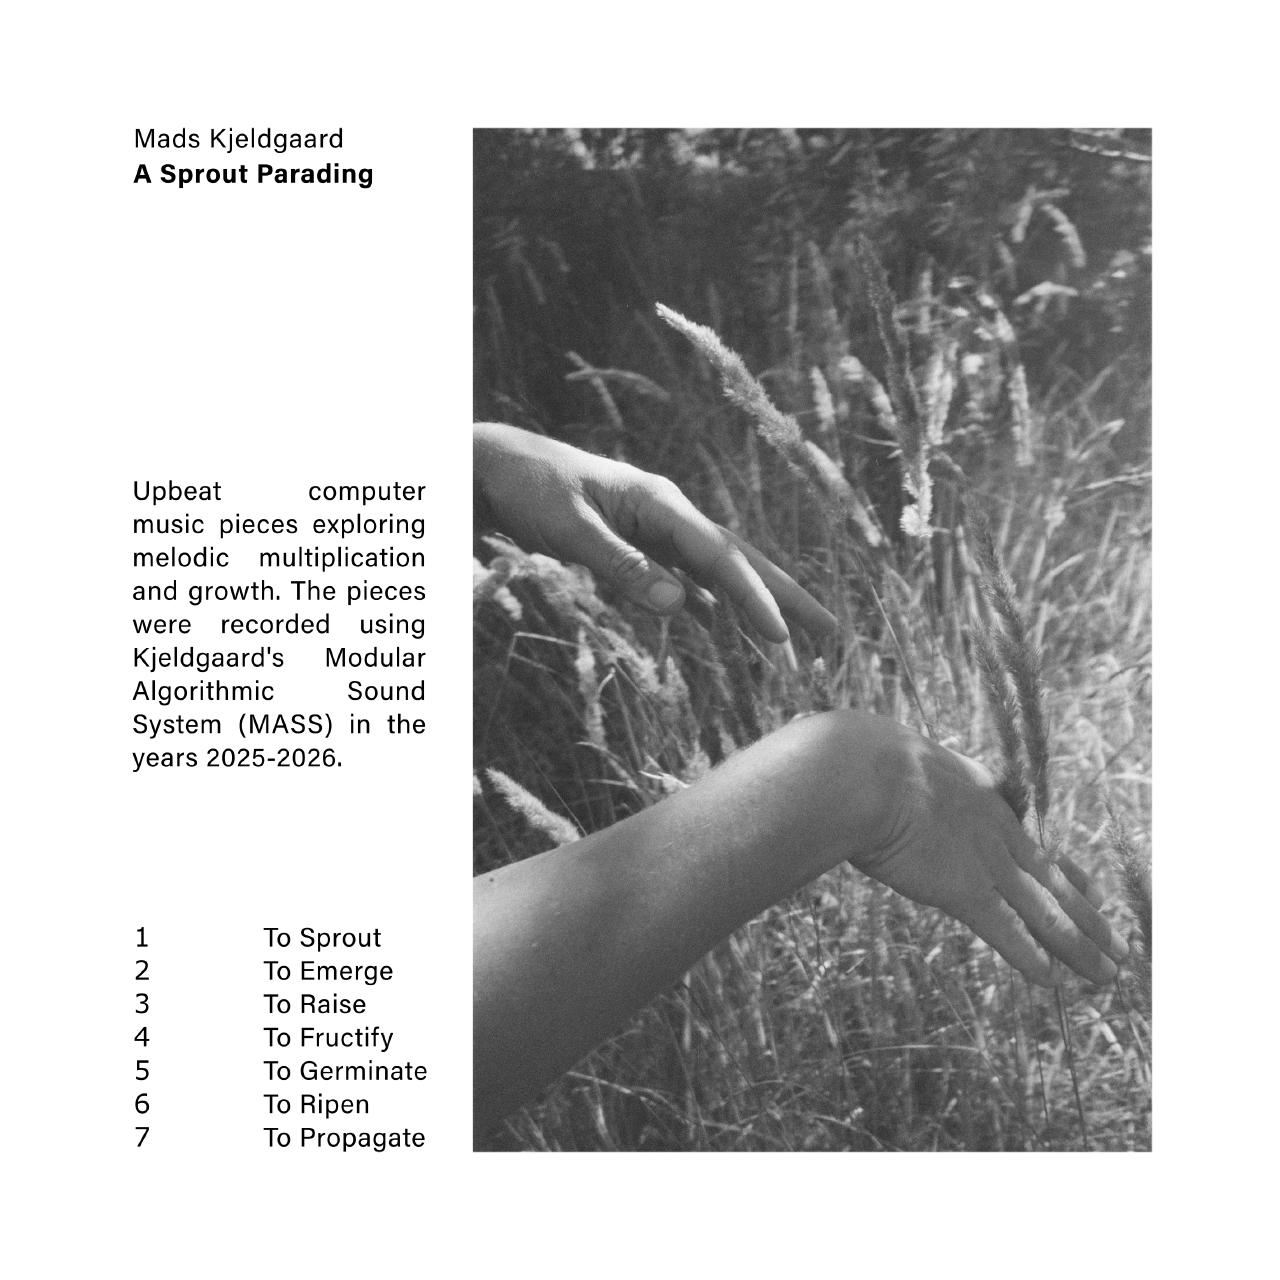 Mads Kjeldgaard
A Sprout Parading
Upbeat computer
music pieces exploring
melodic multiplication
and growth. The pieces
were recorded using
Kjeldgaard's Modular
Algorithmic Sound
System (MASS) in the
years 2025-2026.
1 To Sprout
2 To Emerge
3 To Raise
4 To Fructify
5 To Germinate
6 To Ripen
7 To Propagate